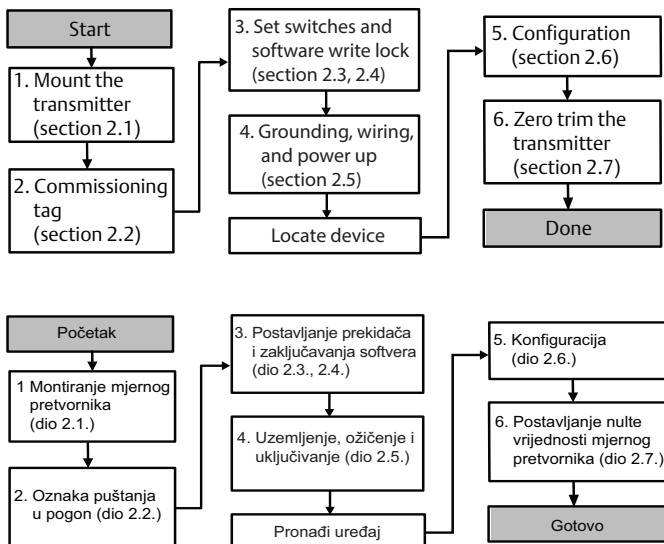 Start
1. Mount the
transmitter
(section 2.1)
2. Commissioning
tag
(section 2.2)
3. Set switches and
software write lock
(section 2.3, 2.4)
4. Grounding, wiring,
and power up
(section 2.5)
Locate device
5. Configuration
(section 2.6)
6. Zero trim the
transmitter
(section 2.7)
Done
Početak
1 Montiranje mjernog
pretvornika
(dio 2.1.)
2. Oznaka puštanja
u pogon (dio 2.2.)
3. Postavljanje prekidača
i zaključavanja softvera
(dio 2.3., 2.4.)
4. Uzemljenje, ožičenje i
uključivanje (dio 2.5.)
Pronađi uređaj
5. Konfiguracija
(dio 2.6.)
6. Postavljanje nulte
vrijednosti mjernog
pretvornika (dio 2.7.)
Gotovo